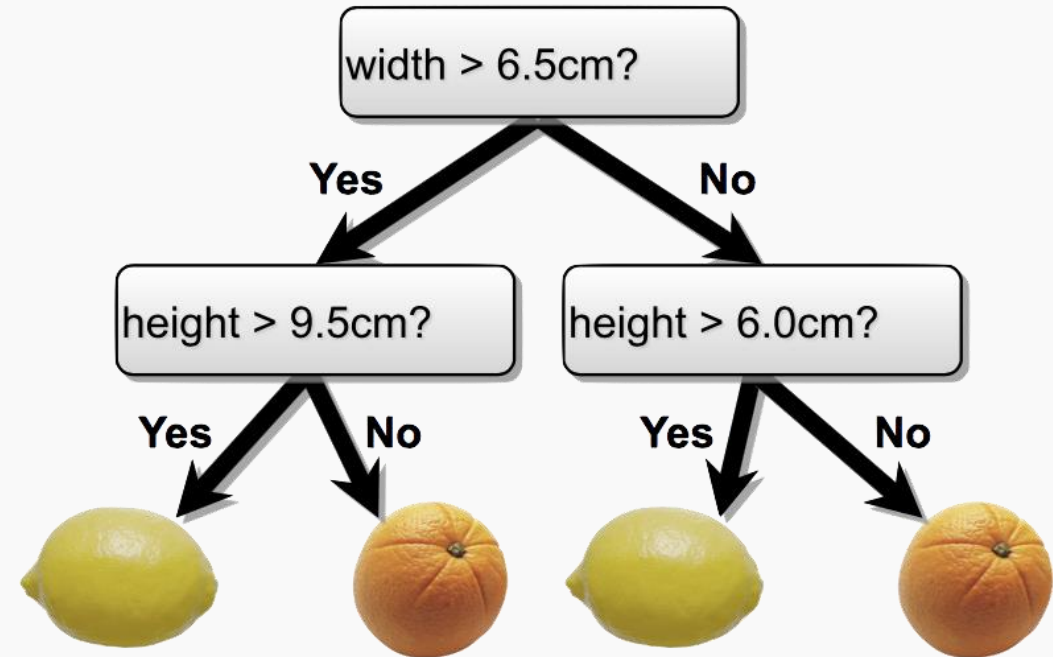 width > 6.5cm?
Yes
No
height > 9.5cm?
height > 6.0cm?
Yes
No
Yes
No